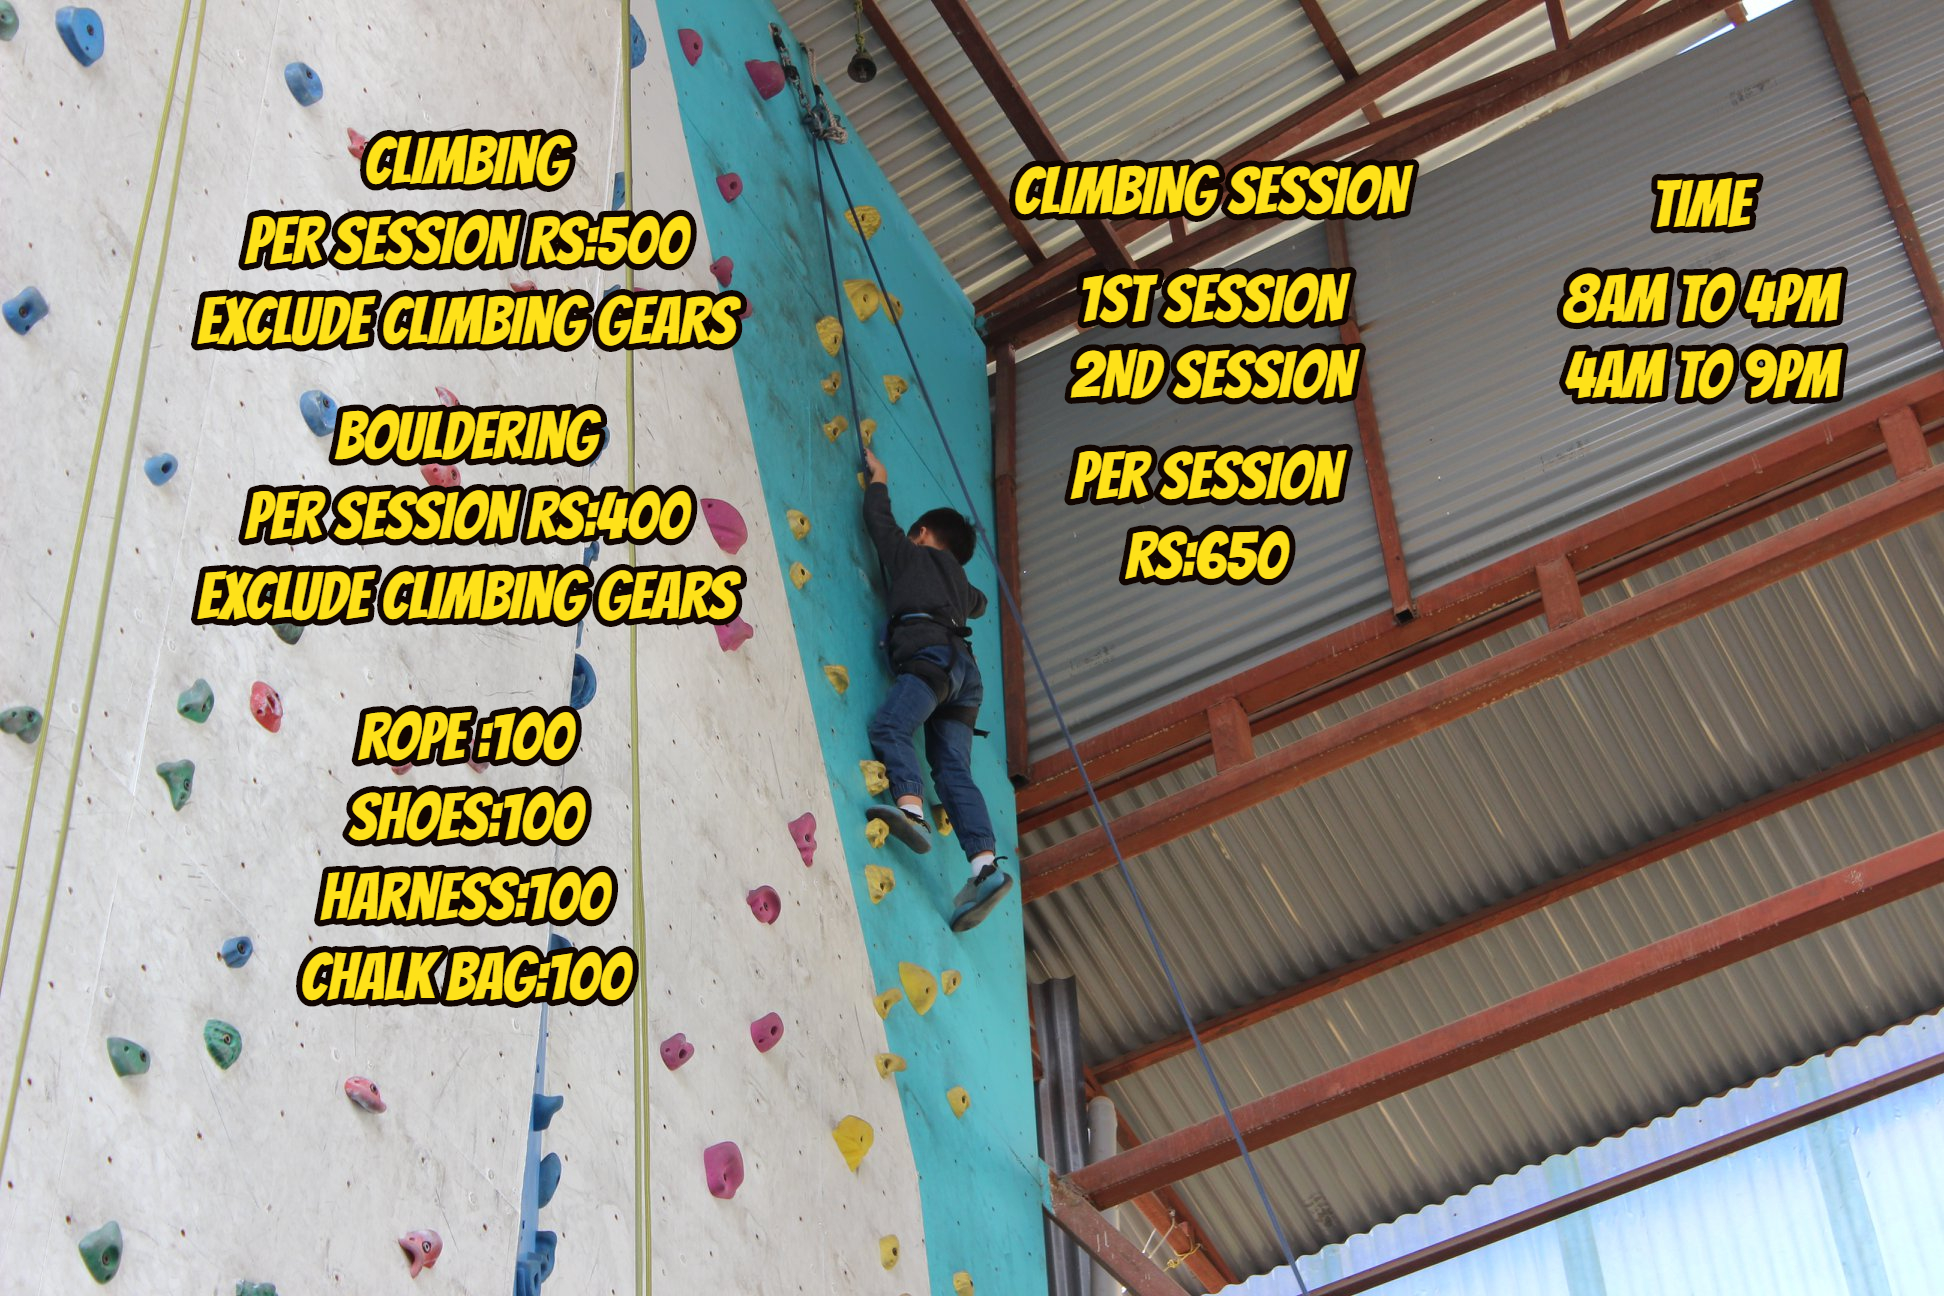 CLIMBING
PER SESSION RS:500
EXCLUDE CLIMBING GEARS
BOULDERING
PER SESSION RS:400
EXCLUDE CLIMBING GEARS
ROPE :100
SHOES:100
HARNESS:100
CHALK BAG:100
CLIMBING SESSION TIME
1ST SESSION 8AM TO 4PM
2ND SESSION 4AM TO 9PM
PER SESSION
RS:650